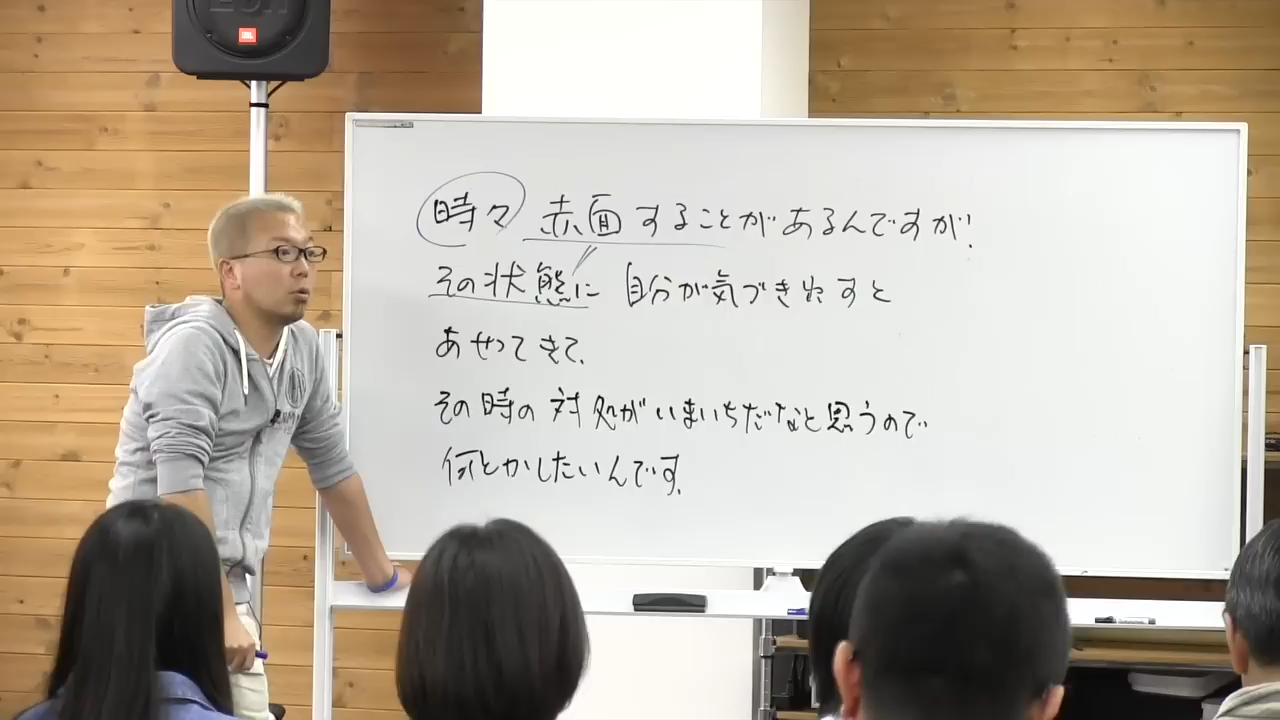 JBL
時々 赤面することがあるんですが!
その状態に 自分が気づき出すと
あせってきて、
その時の 対処がいまいちだなと思うので
何とかしたいんです。